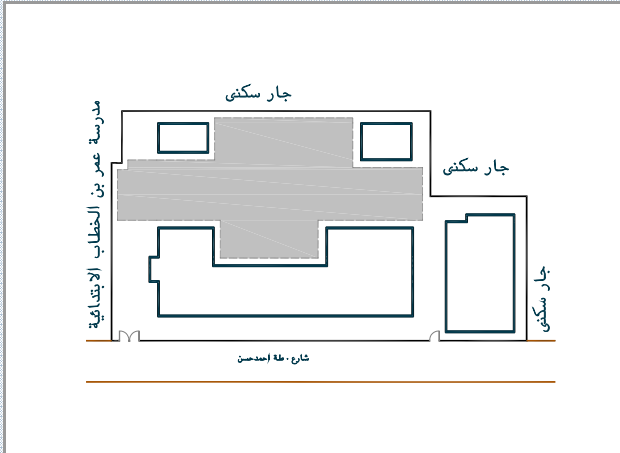 جار سكنى
مدرسة عمر بن الخطاب الابتدائية
جار سكنى
جار سكنى
شارع . طة احمدحسن